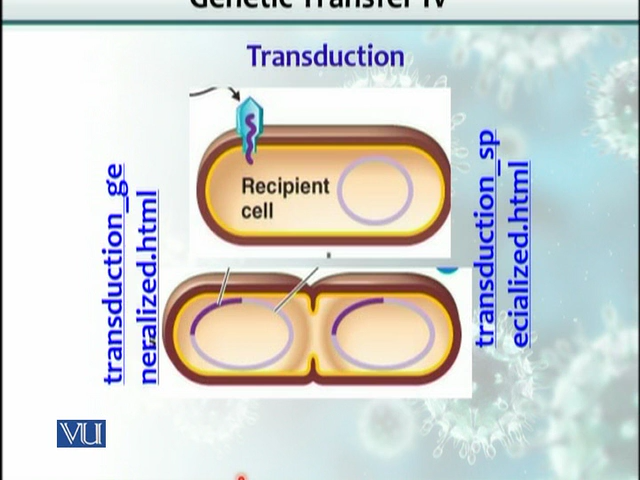 Genetic Transfer IV
Transduction
transduction_ge
neralized.html
Recipient
cell
transduction_sp
ecialized.html
VU